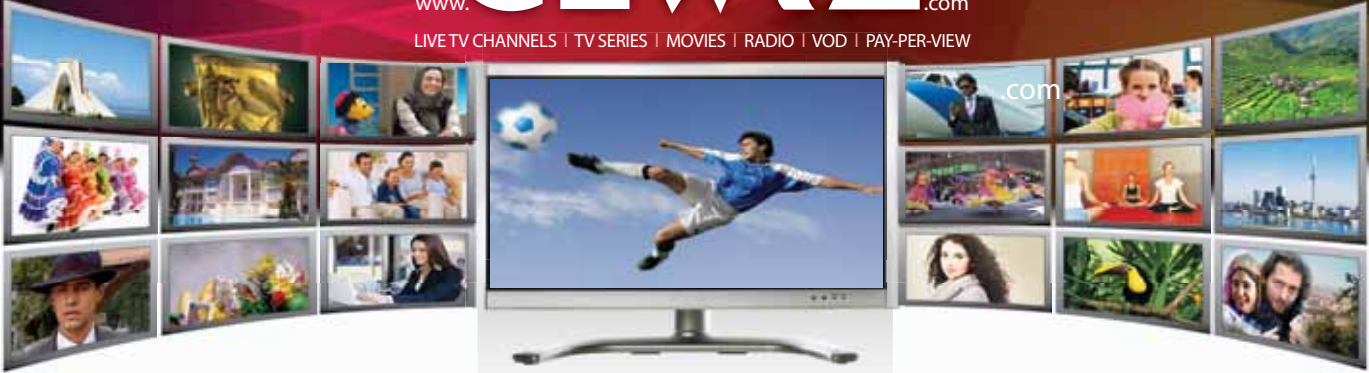 www. .com
LIVE TV CHANNELS | TV SERIES | MOVIES | RADIO | VOD | PAY-PER-VIEW
.com